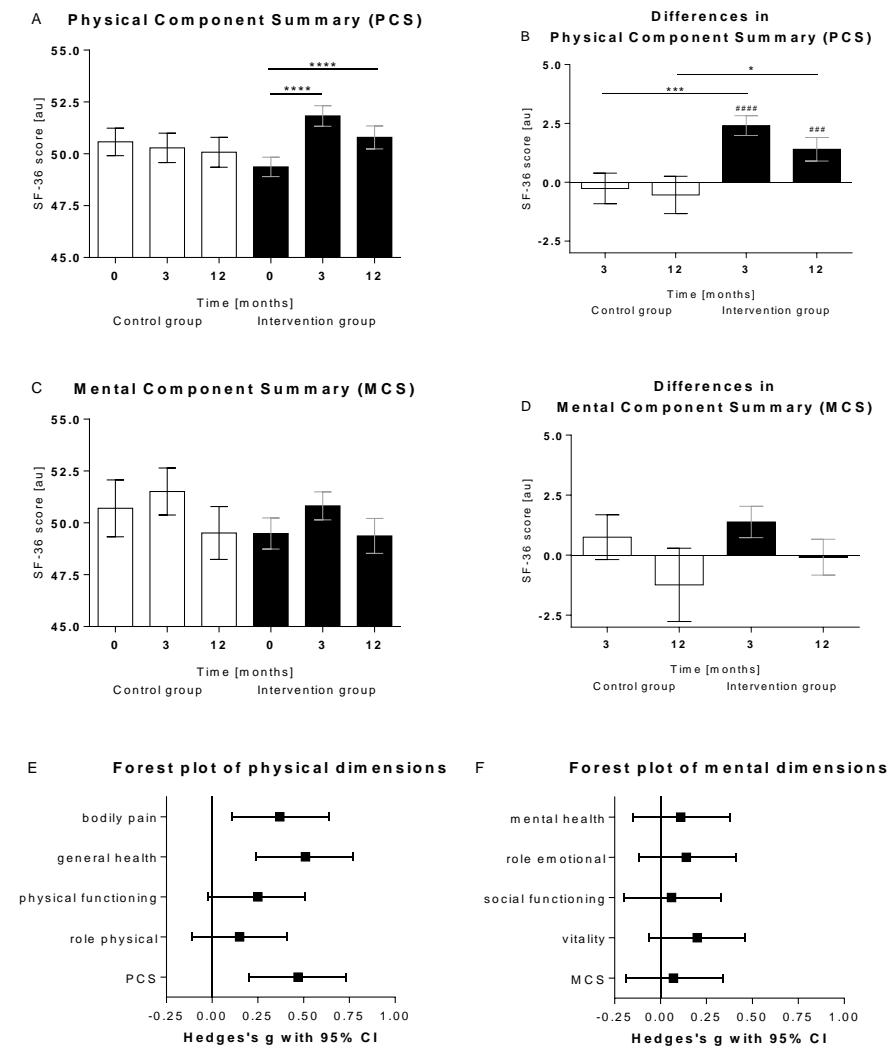 A Physical Component Summary (PCS)
55.0
52.5
50.0
47.5
45.0
SF-36 score [au]
****
****
0 3 12 0 3 12
Time [months]
Control group Intervention group
Differences in
B Physical Component Summary (PCS)
5.0
2.5
0.0
-2.5
SF-36 score [au]
*
***
####
###
3 12 3 12
Time [months]
Control group Intervention group
C Mental Component Summary (MCS)
55.0
52.5
50.0
47.5
45.0
SF-36 score [au]
0 3 12 0 3 12
Time [months]
Control group Intervention group
Differences in
D Mental Component Summary (MCS)
5.0
2.5
0.0
-2.5
SF-36 score [au]
3 12 3 12
Time [months]
Control group Intervention group
E Forest plot of physical dimensions
bodily pain
general health
physical functioning
role physical
PCS
-0.25 0.00 0.25 0.50 0.75 1.00
Hedges's g with 95% CI
F Forest plot of mental dimensions
mental health
role emotional
social functioning
vitality
MCS
-0.25 0.00 0.25 0.50 0.75 1.00
Hedges's g with 95% CI